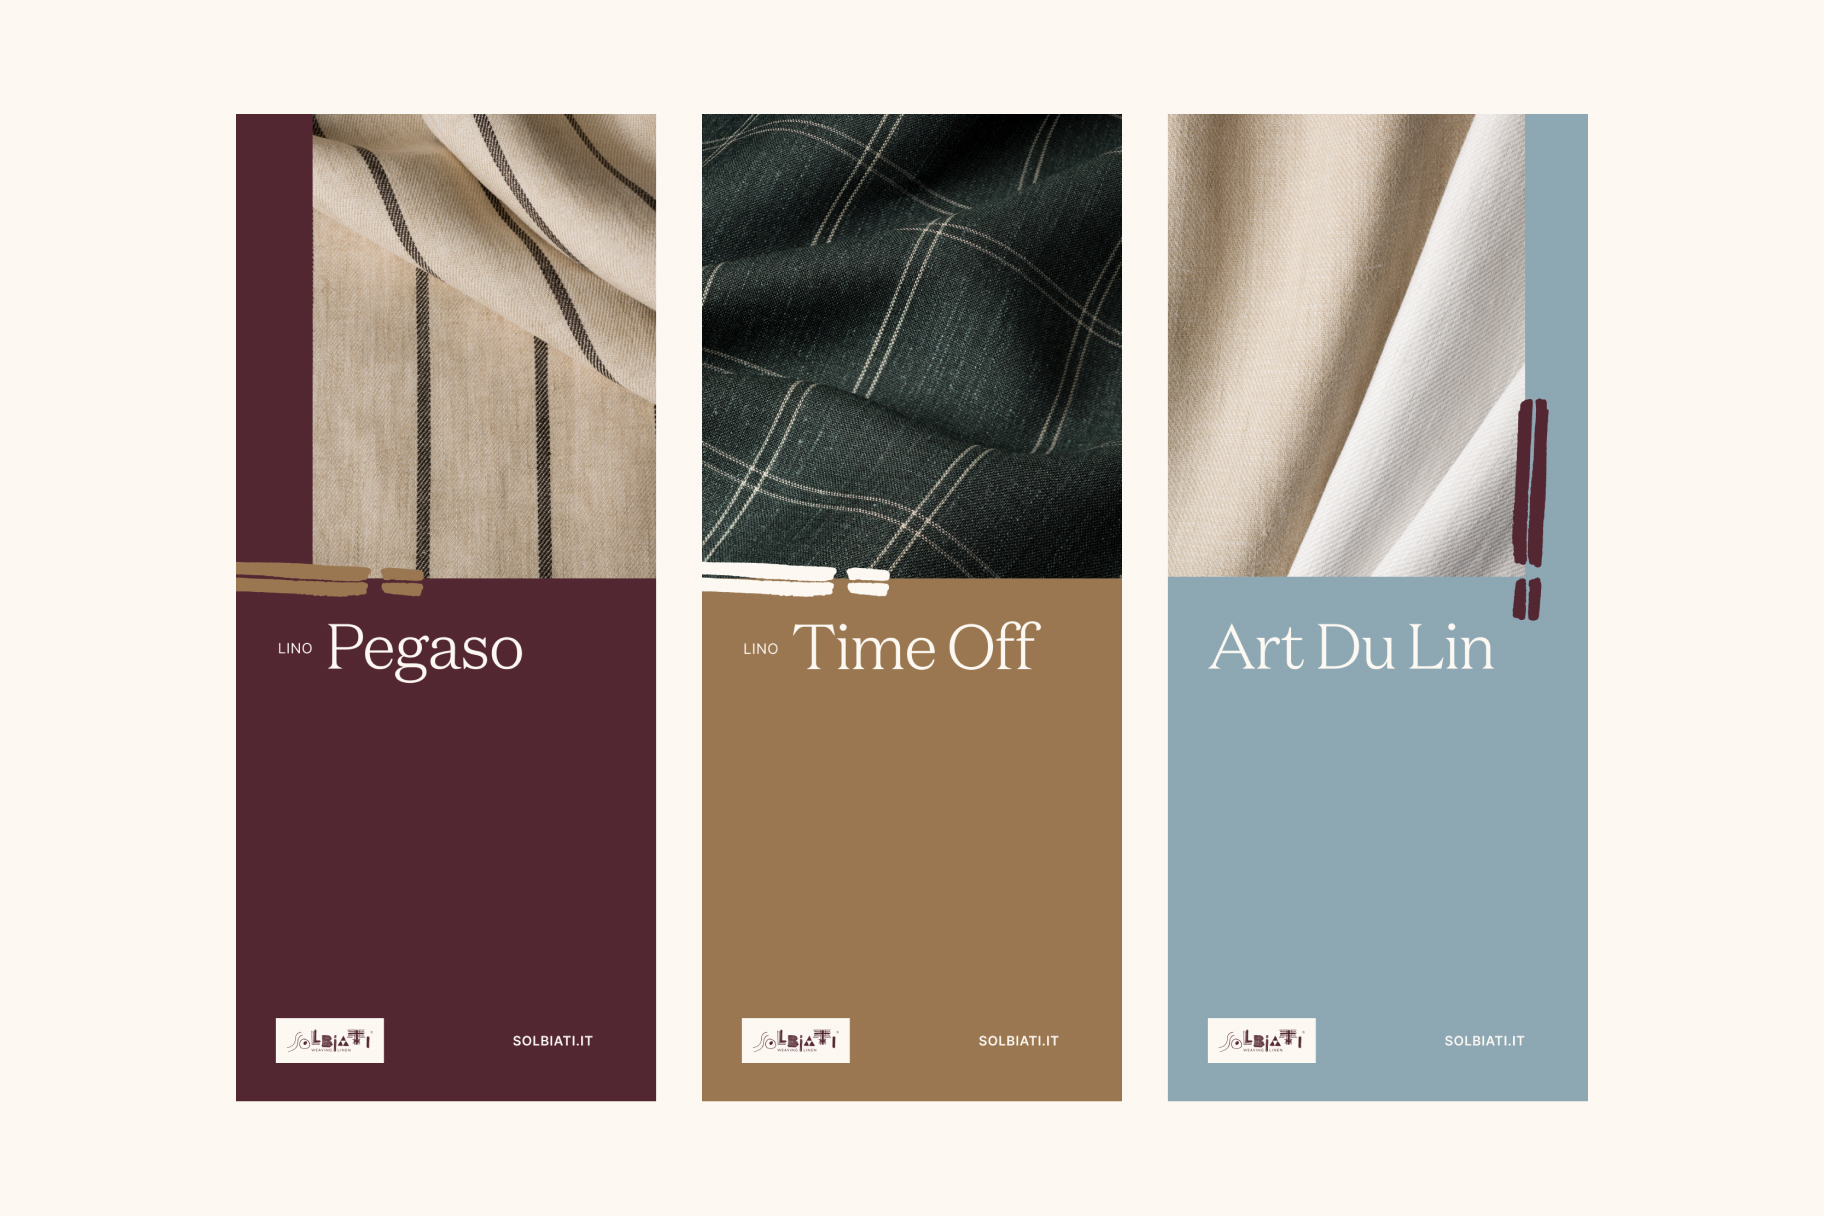 LINO Pegaso
SOLBIATI
WEAVING LINEN
SOLBIATI.IT
LINO Time Off
SOLBIATI
WEAVING LINEN
SOLBIATI.IT
Art Du Lin
SOLBIATI
WEAVING LINEN
SOLBIATI.IT